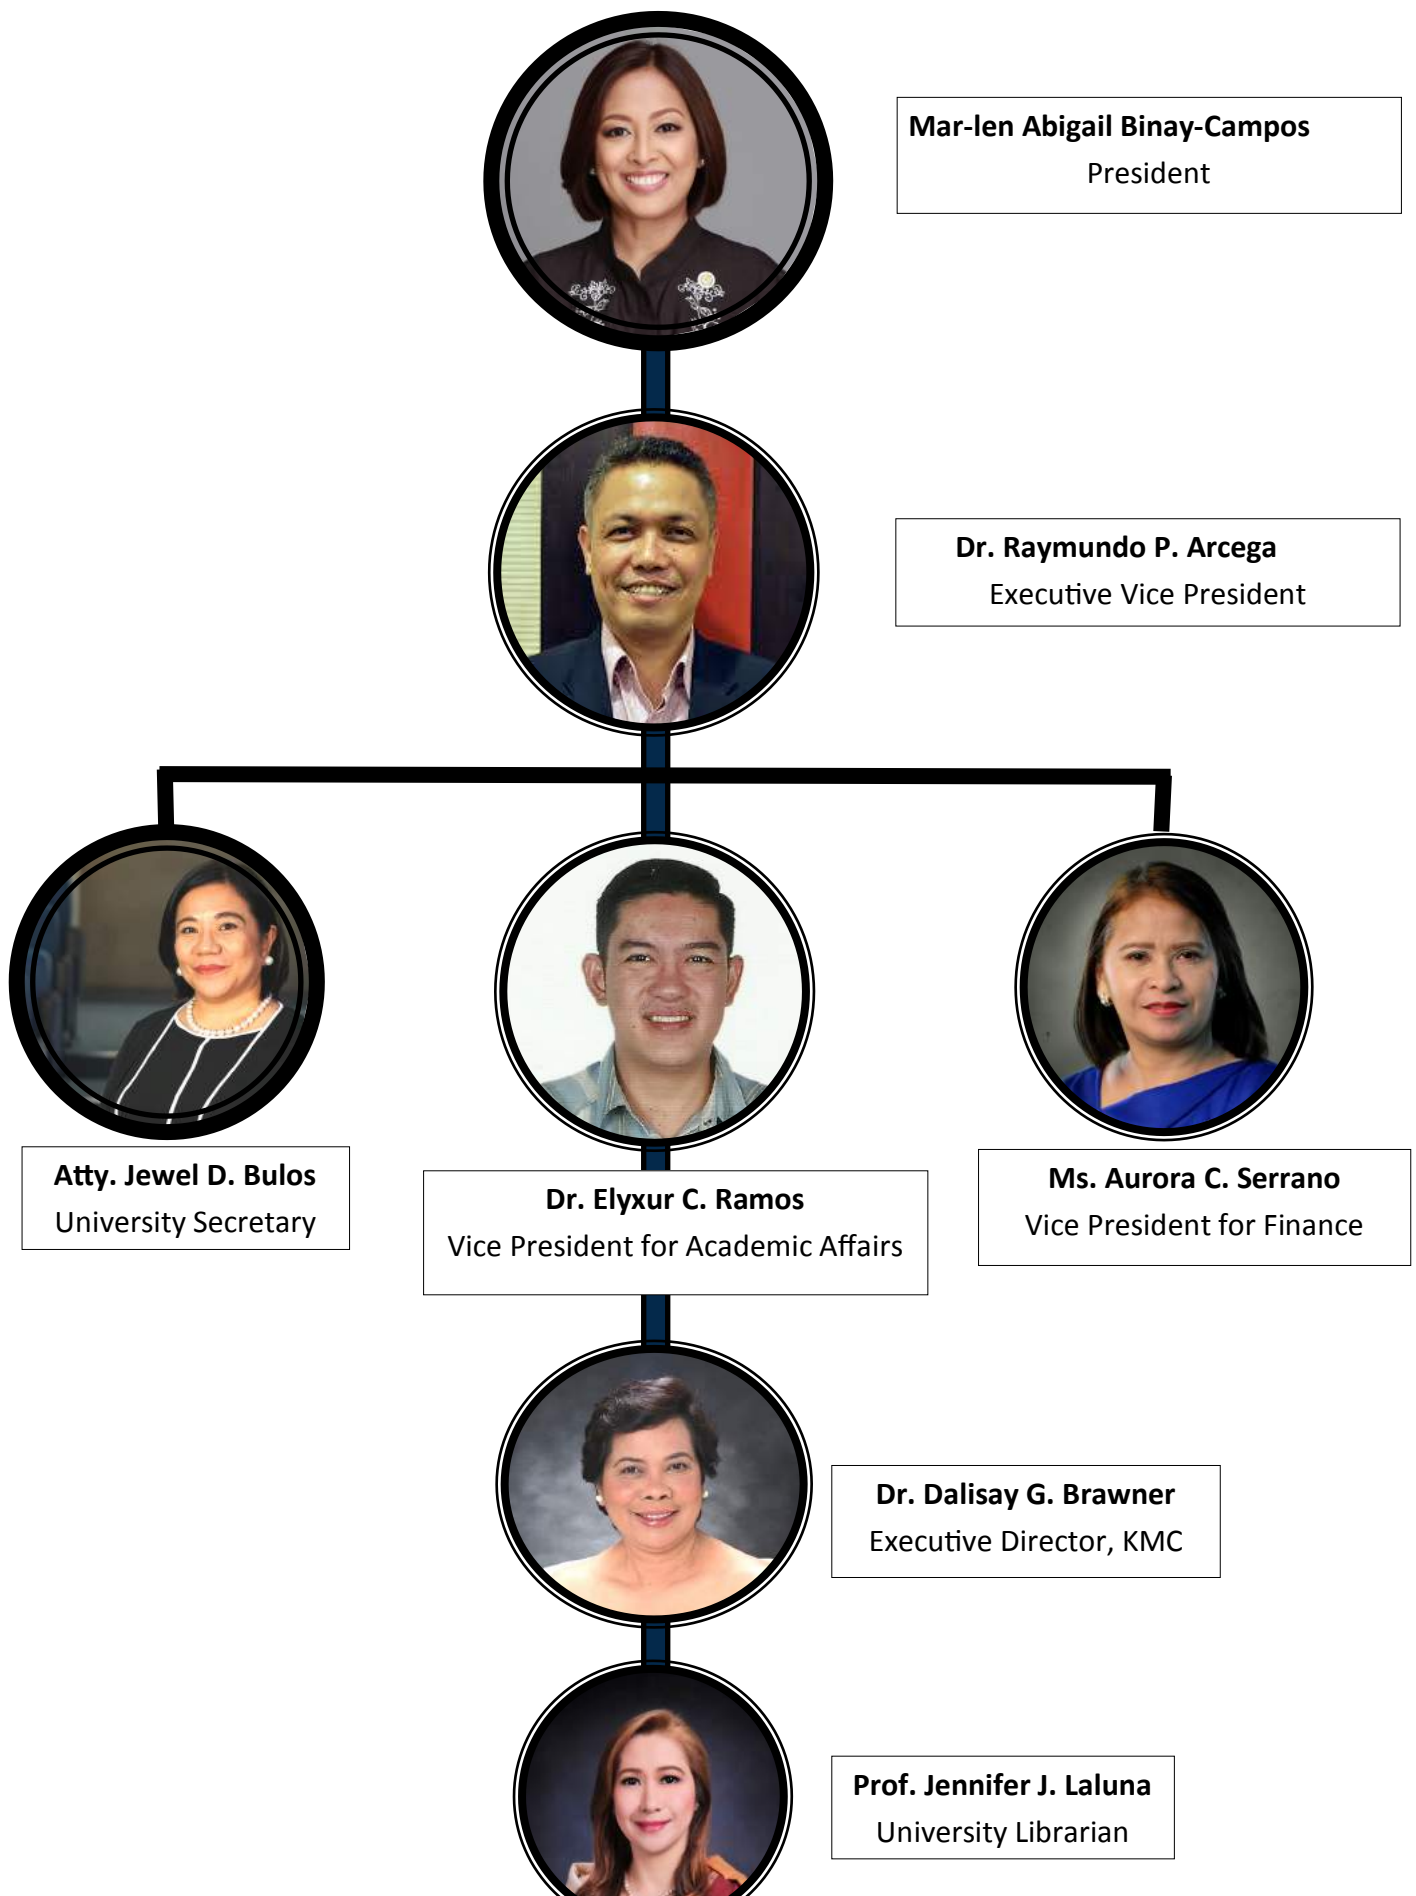 Mar-len Abigail Binay-Campos
President
Dr. Raymundo P. Arcega
Executive Vice President
Atty. Jewel D. Bulos
University Secretary
Dr. Elyxur C. Ramos
Vice President for Academic Affairs
Ms. Aurora C. Serrano
Vice President for Finance
Dr. Dalisay G. Brawner
Executive Director, KMC
Prof. Jennifer J. Laluna
University Librarian